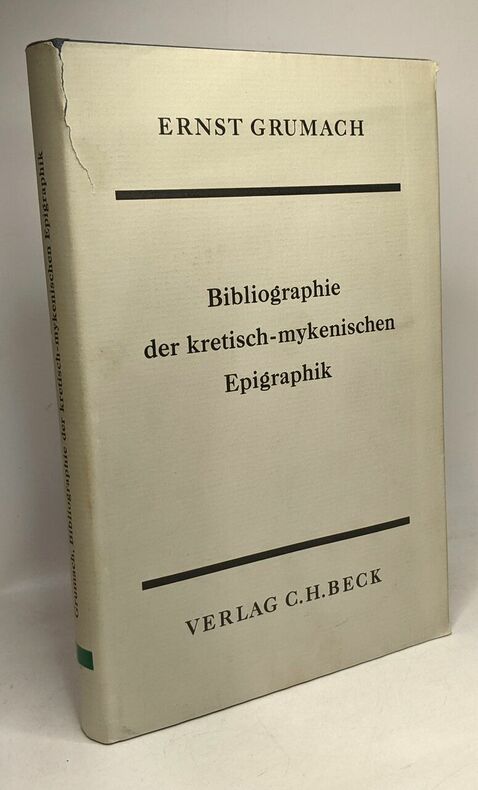 ERNST GRUMACH
Bibliographie
der kretisch-mykenischen
Epigraphik
VERLAG C.H.BECK
Grumach, Bibliographie der kretisch-mykenischen Epigraphik